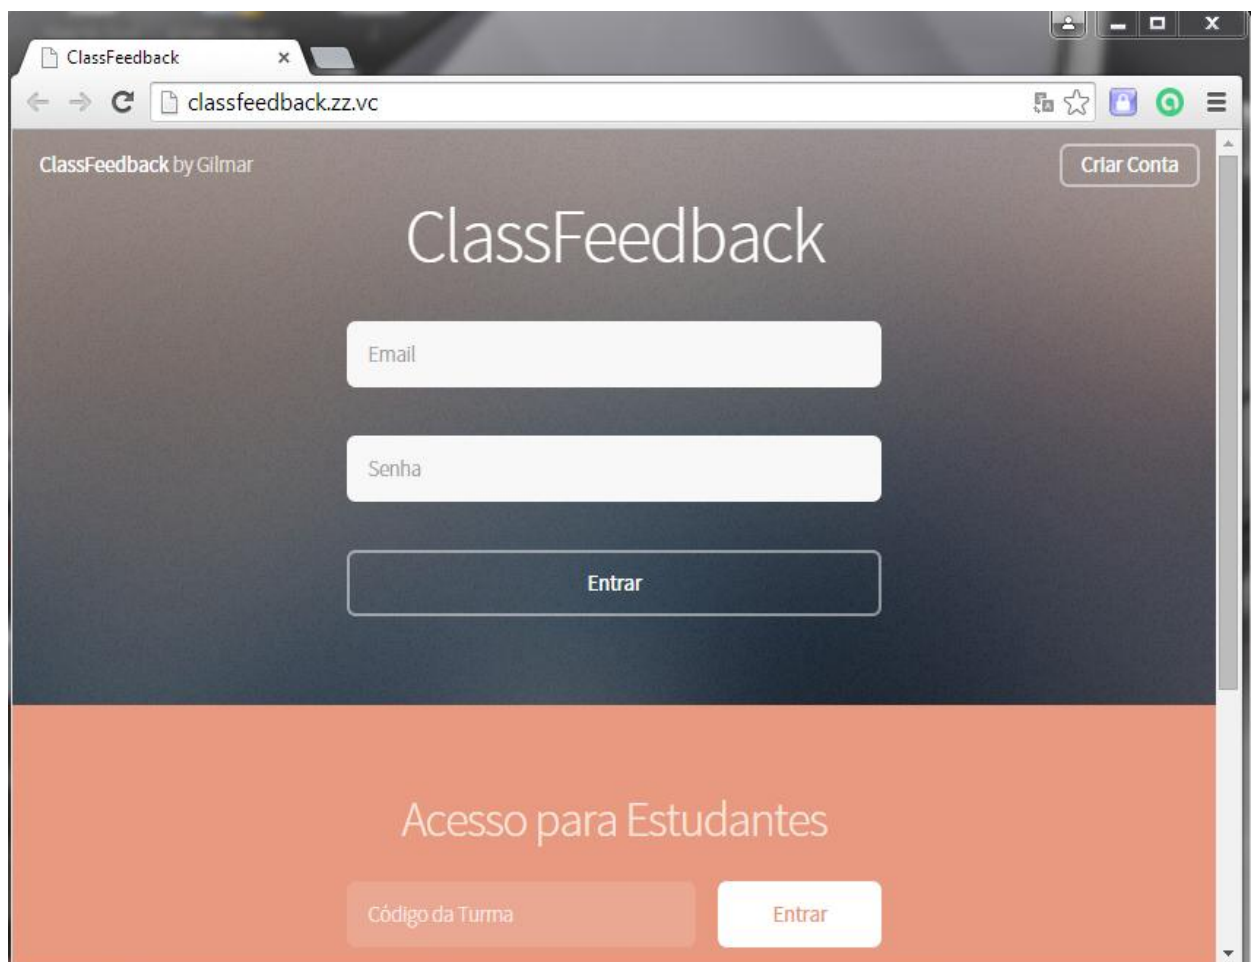 ClassFeedback
classfeedback.zz.vc
ClassFeedback by Gilmar
Criar Conta
ClassFeedback
Email
Senha
Entrar
Acesso para Estudantes
Código da Turma
Entrar